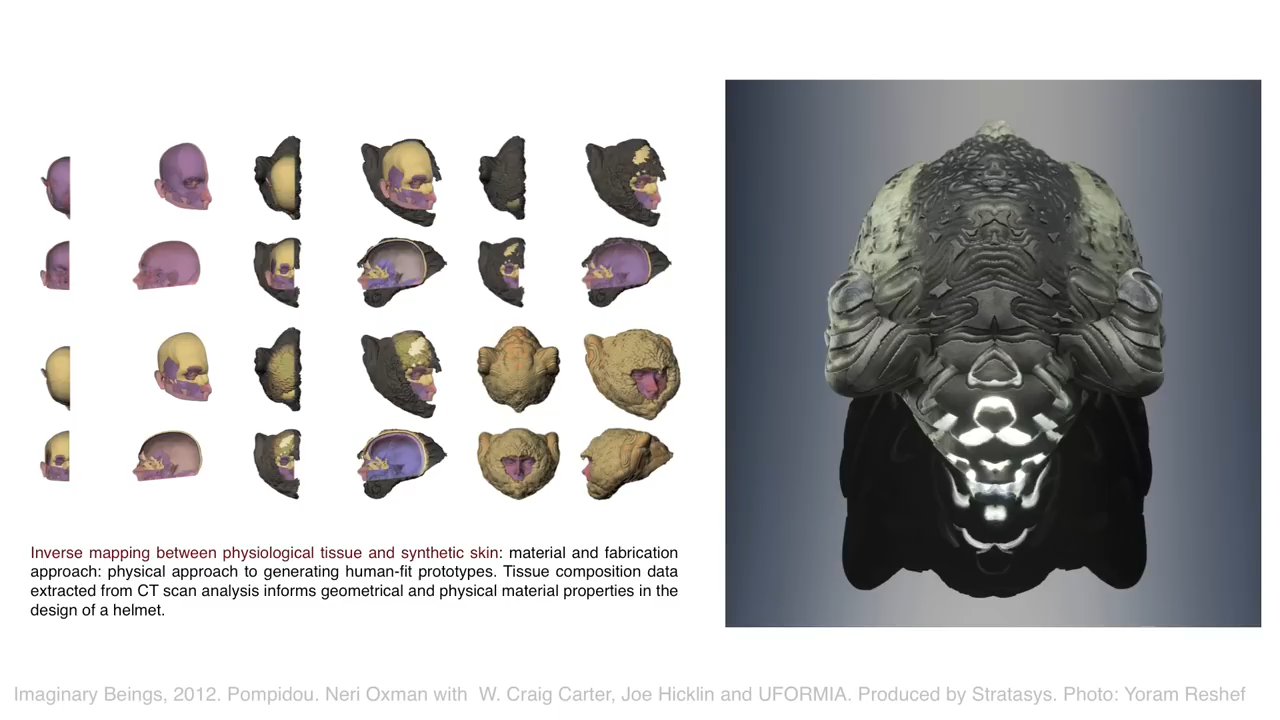 Inverse mapping between physiological tissue and synthetic skin: material and fabrication
approach: physical approach to generating human-fit prototypes. Tissue composition data
extracted from CT scan analysis informs geometrical and physical material properties in the
design of a helmet.
Imaginary Beings, 2012. Pompidou. Neri Oxman with W. Craig Carter, Joe Hicklin and UFORMIA. Produced by Stratasys. Photo: Yoram Reshef